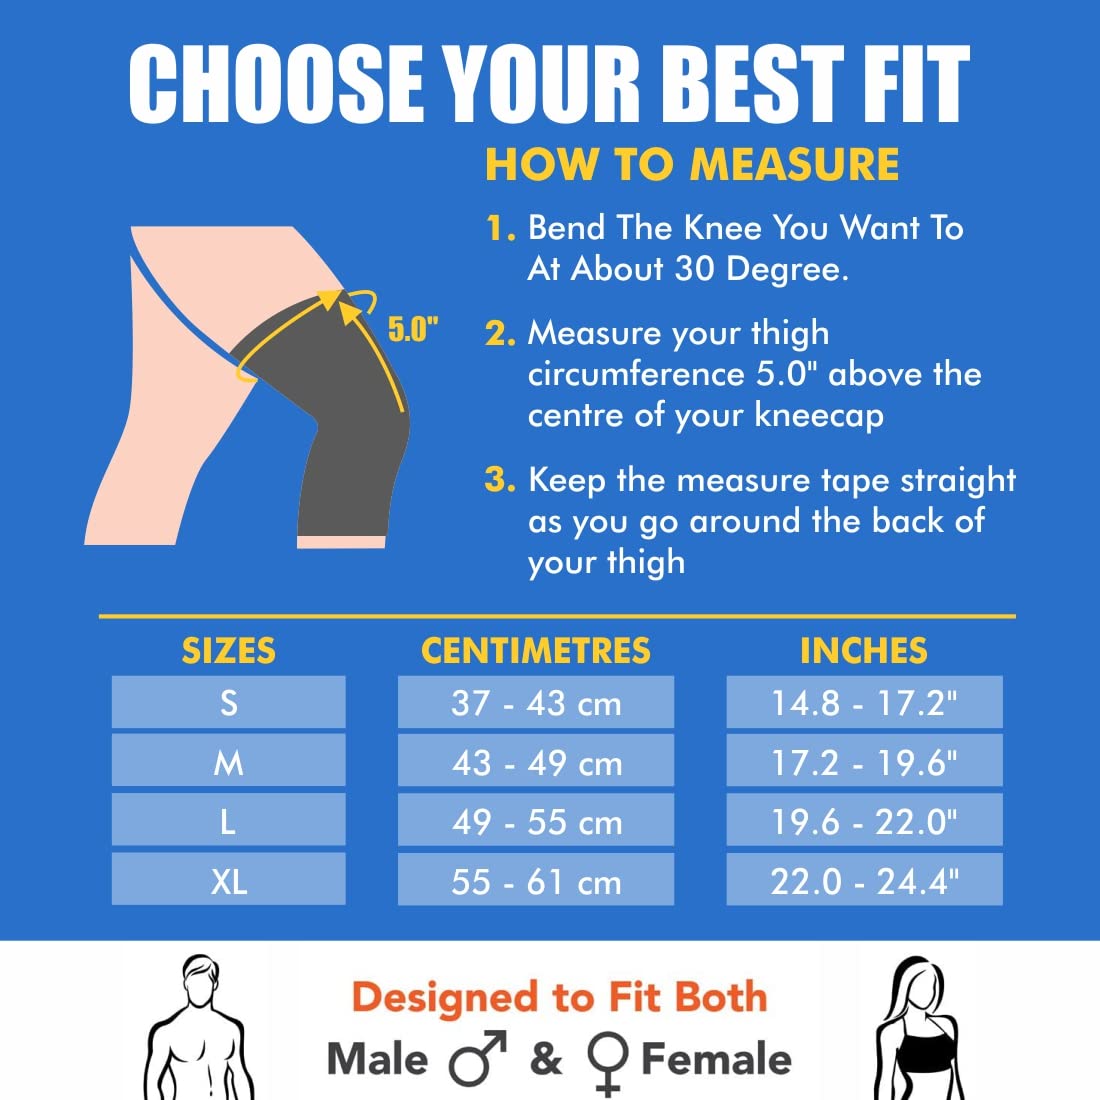 CHOOSE YOUR BEST FIT
HOW TO MEASURE
1. Bend The Knee You Want To
At About 30 Degree.
5.0"
2. Measure your thigh
circumference 5.0" above the
centre of your kneecap
3. Keep the measure tape straight
as you go around the back of
your thigh
SIZES CENTIMETRES INCHES
S 37 - 43 cm 14.8 - 17.2"
M 43 - 49 cm 17.2 - 19.6"
L 49 - 55 cm 19.6 - 22.0"
XL 55 - 61 cm 22.0 - 24.4"
Designed to Fit Both
Male ♂ & ♀ Female